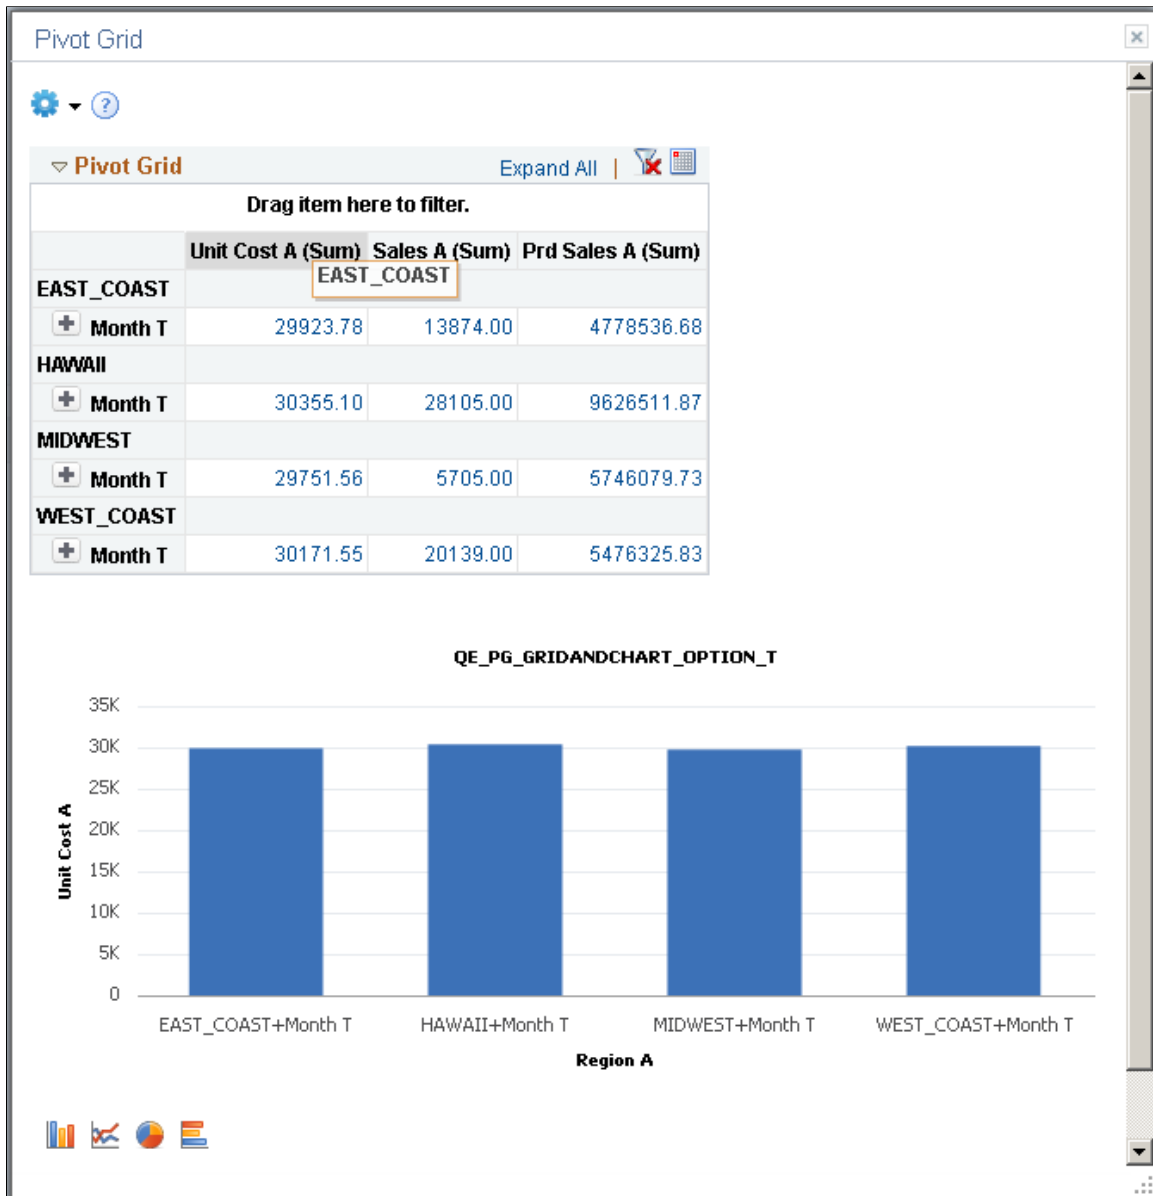 Pivot Grid
Pivot Grid Expand All |
Drag item here to filter.
Unit Cost A (Sum) Sales A (Sum) Prd Sales A (Sum)
EAST_COAST
EAST_COAST
Month T 29923.78 13874.00 4778536.68
HAWAII
Month T 30355.10 28105.00 9626511.87
MIDWEST
Month T 29751.56 5705.00 5746079.73
WEST_COAST
Month T 30171.55 20139.00 5476325.83
QE_PG_GRIDANDCHART_OPTION_T
35K
30K
25K
20K
15K
10K
5K
0
Unit Cost A
EAST_COAST+Month T HAWAII+Month T MIDWEST+Month T WEST_COAST+Month T
Region A